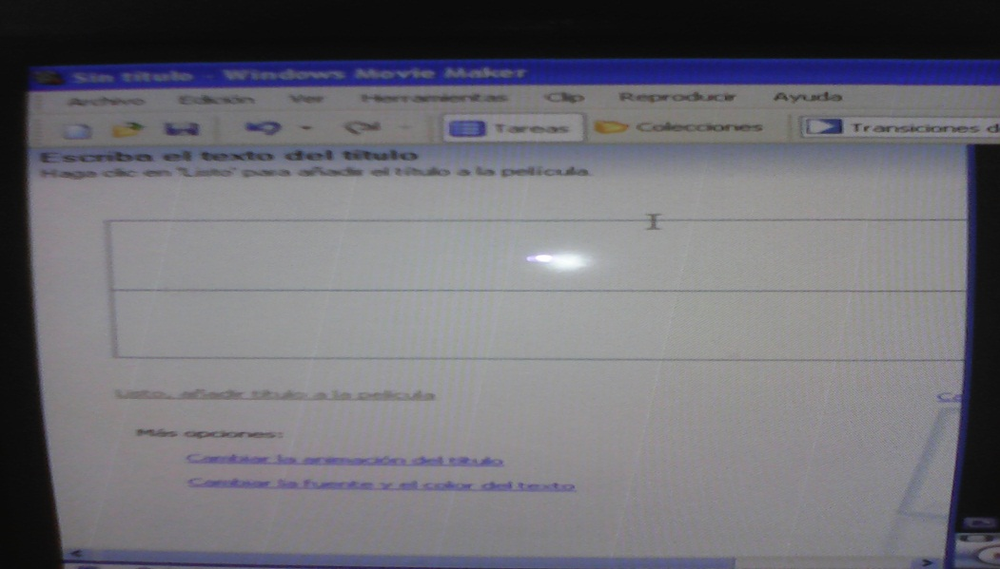 Sin título - Windows Movie Maker
Archivo Edición Ver Herramientas Clip Reproducir Ayuda
Tareas Colecciones Transiciones d
Escriba el texto del título
Haga clic en 'Listo' para añadir el título a la película.
Listo, añadir título a la película
Ca
Más opciones:
Cambiar la animación del título
Cambiar la fuente y el color del texto